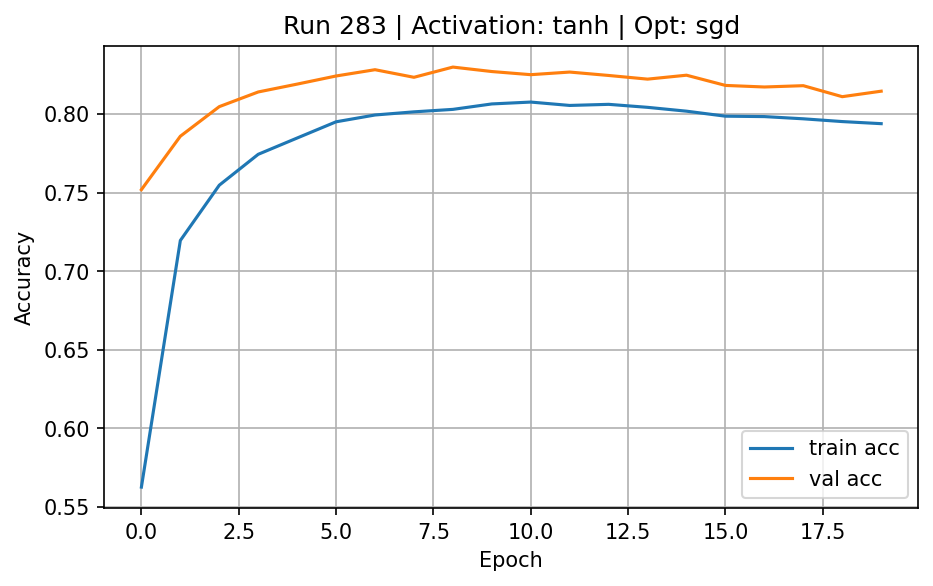 Run 283 | Activation: tanh | Opt: sgd
Accuracy
0.80
0.75
0.70
0.65
0.60
0.55
0.0 2.5 5.0 7.5 10.0 12.5 15.0 17.5
Epoch
train acc
val acc